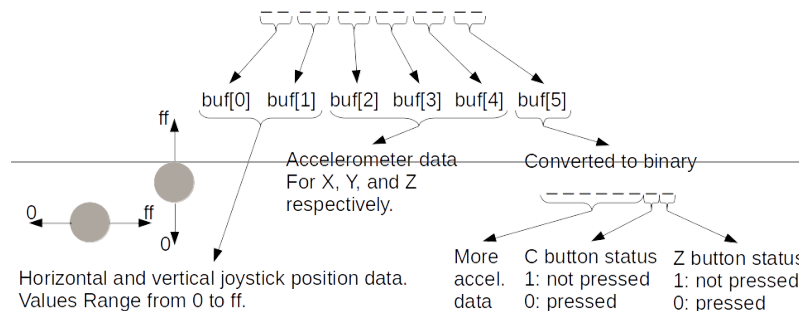 buf[0] buf[1] buf[2] buf[3] buf[4] buf[5]
ff
Accelerometer data
For X, Y, and Z
respectively.
Converted to binary
0 ff
0
More
accel.
data
C button status
1: not pressed
0: pressed
Z button status
1: not pressed
0: pressed
Horizontal and vertical joystick position data.
Values Range from 0 to ff.